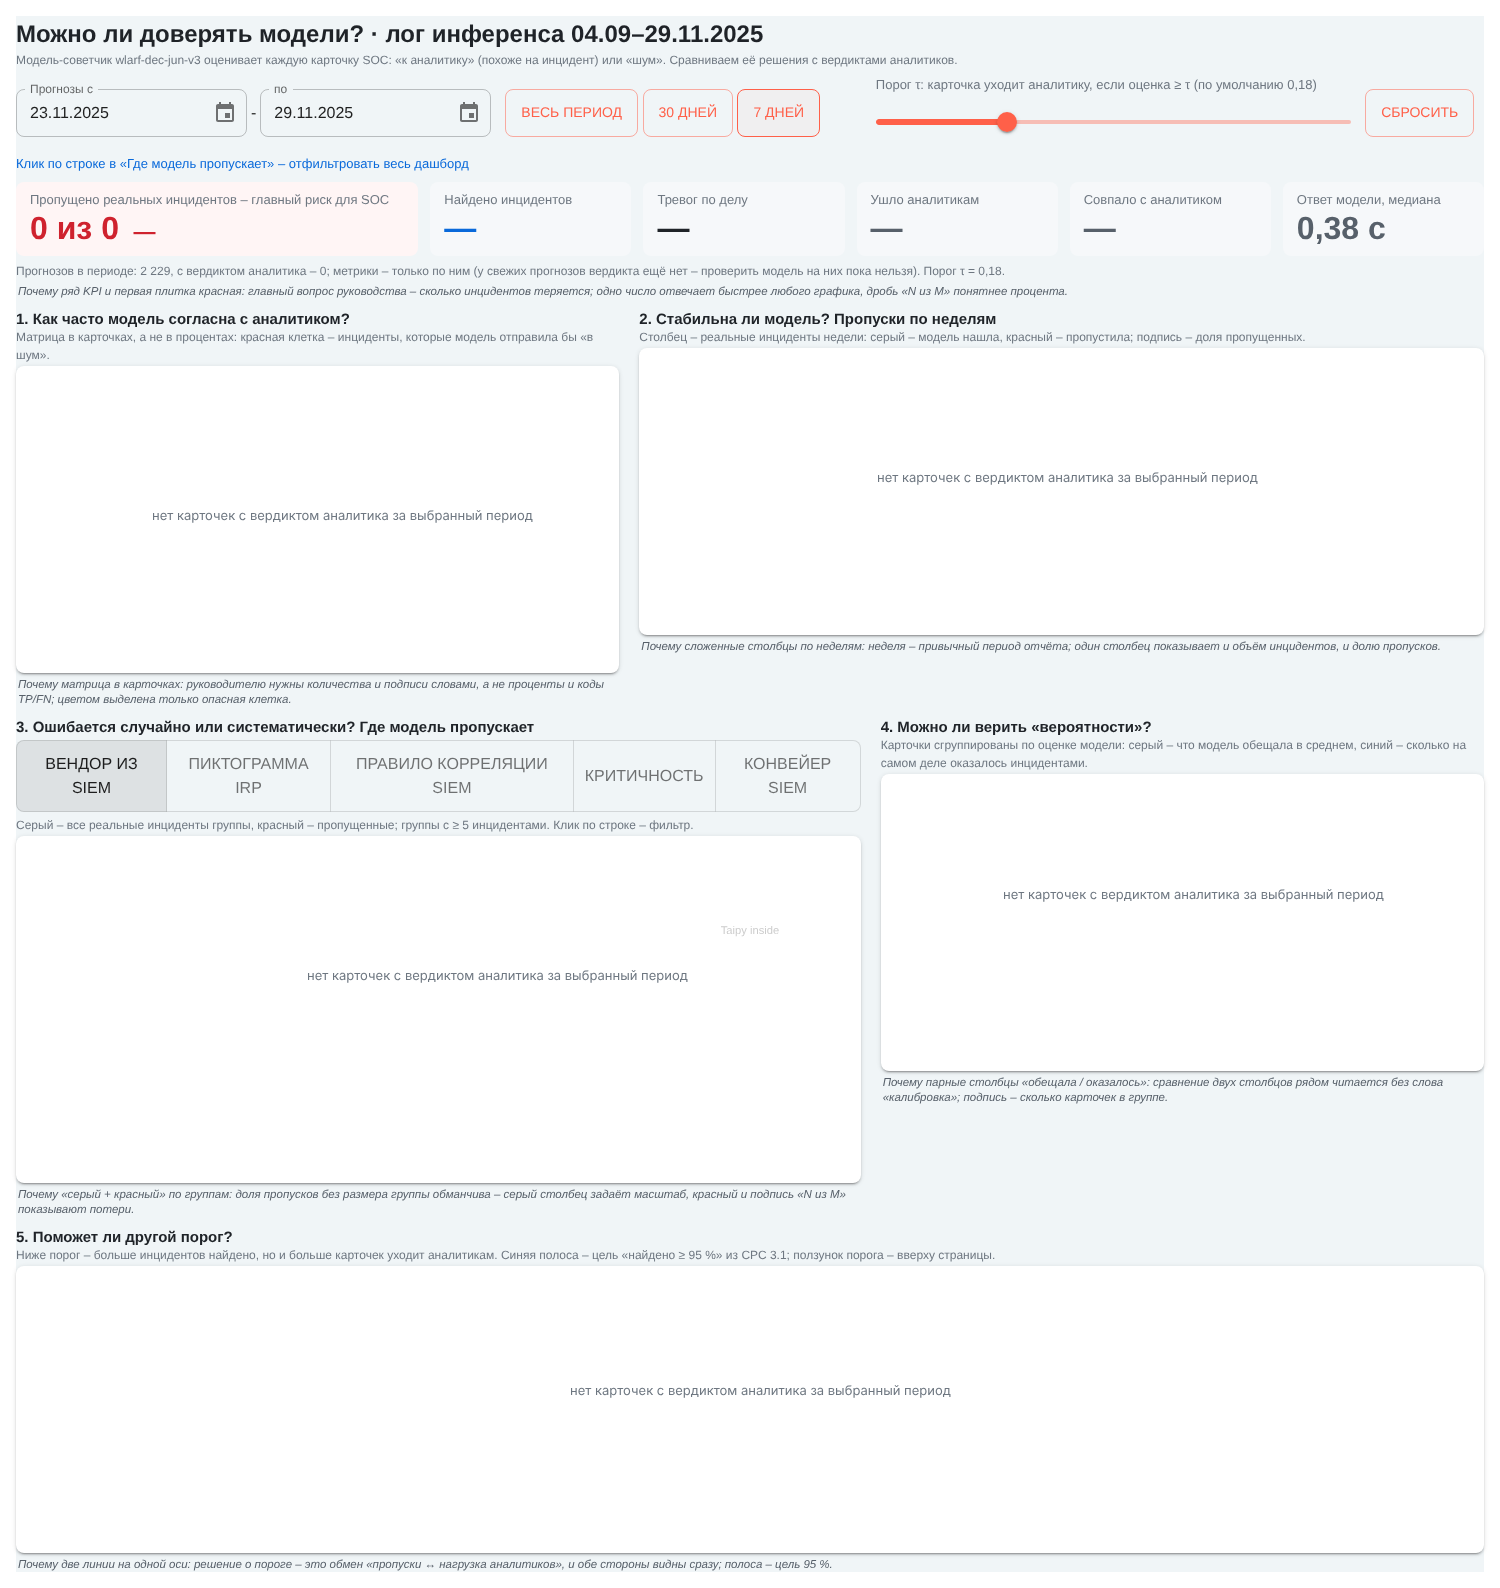 Можно ли доверять модели? · лог инференса 04.09–29.11.2025
Модель-советчик wlarf-dec-jun-v3 оценивает каждую карточку SOC: «к аналитику» (похоже на инцидент) или «шум». Сравниваем её решения с вердиктами аналитиков.
Прогнозы с
23.11.2025
-
по
29.11.2025
ВЕСЬ ПЕРИОД
30 ДНЕЙ
7 ДНЕЙ
Порог τ: карточка уходит аналитику, если оценка ≥ τ (по умолчанию 0,18)
СБРОСИТЬ
Клик по строке в «Где модель пропускает» – отфильтровать весь дашборд
Пропущено реальных инцидентов – главный риск для SOC
0 из 0 —
Найдено инцидентов
—
Тревог по делу
—
Ушло аналитикам
—
Совпало с аналитиком
—
Ответ модели, медиана
0,38 с
Прогнозов в периоде: 2 229, с вердиктом аналитика – 0; метрики – только по ним (у свежих прогнозов вердикта ещё нет – проверить модель на них пока нельзя). Порог τ = 0,18.
Почему ряд KPI и первая плитка красная: главный вопрос руководства – сколько инцидентов теряется; одно число отвечает быстрее любого графика, дробь «N из M» понятнее процента.
1. Как часто модель согласна с аналитиком?
Матрица в карточках, а не в процентах: красная клетка – инциденты, которые модель отправила бы «в
шум».
нет карточек с вердиктом аналитика за выбранный период
Почему матрица в карточках: руководителю нужны количества и подписи словами, а не проценты и коды
TP/FN; цветом выделена только опасная клетка.
2. Стабильна ли модель? Пропуски по неделям
Столбец – реальные инциденты недели: серый – модель нашла, красный – пропустила; подпись – доля пропущенных.
нет карточек с вердиктом аналитика за выбранный период
Почему сложенные столбцы по неделям: неделя – привычный период отчёта; один столбец показывает и объём инцидентов, и долю пропусков.
3. Ошибается случайно или систематически? Где модель пропускает
ВЕНДОР ИЗ
SIEM
ПИКТОГРАММА
IRP
ПРАВИЛО КОРРЕЛЯЦИИ
SIEM
КРИТИЧНОСТЬ
КОНВЕЙЕР
SIEM
Серый – все реальные инциденты группы, красный – пропущенные; группы с ≥ 5 инцидентами. Клик по строке – фильтр.
Taipy inside
нет карточек с вердиктом аналитика за выбранный период
Почему «серый + красный» по группам: доля пропусков без размера группы обманчива – серый столбец задаёт масштаб, красный и подпись «N из M»
показывают потери.
4. Можно ли верить «вероятности»?
Карточки сгруппированы по оценке модели: серый – что модель обещала в среднем, синий – сколько на
самом деле оказалось инцидентами.
нет карточек с вердиктом аналитика за выбранный период
Почему парные столбцы «обещала / оказалось»: сравнение двух столбцов рядом читается без слова
«калибровка»; подпись – сколько карточек в группе.
5. Поможет ли другой порог?
Ниже порог – больше инцидентов найдено, но и больше карточек уходит аналитикам. Синяя полоса – цель «найдено ≥ 95 %» из СРС 3.1; ползунок порога – вверху страницы.
нет карточек с вердиктом аналитика за выбранный период
Почему две линии на одной оси: решение о пороге – это обмен «пропуски ↔ нагрузка аналитиков», и обе стороны видны сразу; полоса – цель 95 %.